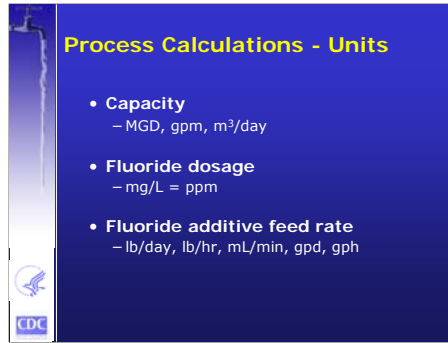 Process Calculations - Units
• Capacity
– MGD, gpm, m³/day
• Fluoride dosage
– mg/L = ppm
• Fluoride additive feed rate
– lb/day, lb/hr, mL/min, gpd, gph
CDC